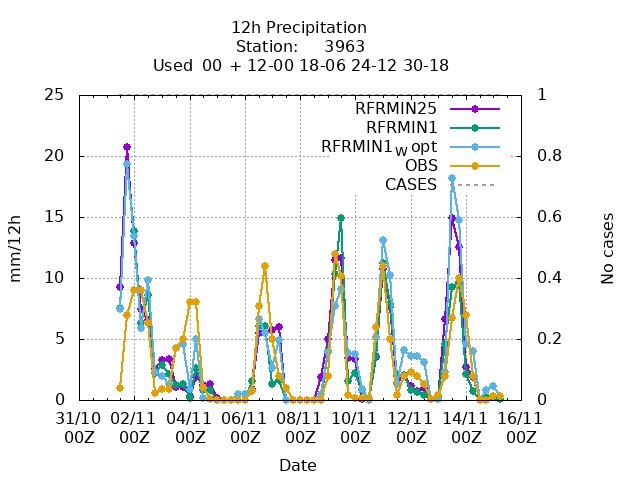 12h Precipitation
Station: 3963
Used 00 + 12-00 18-06 24-12 30-18
RFRMIN25
RFRMIN1
RFRMIN1w opt
OBS
CASES
25
20
15
10
5
0
mm/12h
1
0.8
0.6
0.4
0.2
0
No cases
31/10 02/11 04/11 06/11 08/11 10/11 12/11 14/11 16/11
00Z 00Z 00Z 00Z 00Z 00Z 00Z 00Z 00Z
Date